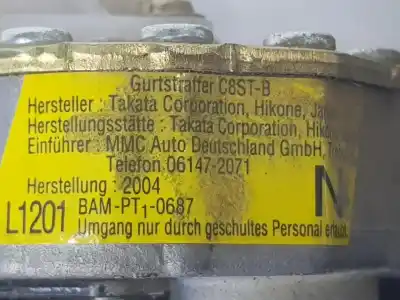 Gurtstraffer C8ST-B
Hersteller : Takata Corporation, Hikone,
Herstellungsstätte : Takata Corporation,
Einführer : MMC Auto Deutschland GmbH,
Telefon 06147-2071
Herstellung : 2004
L1201 BAM-PT₁-0687
Umgang nur durch geschultes Personal
N